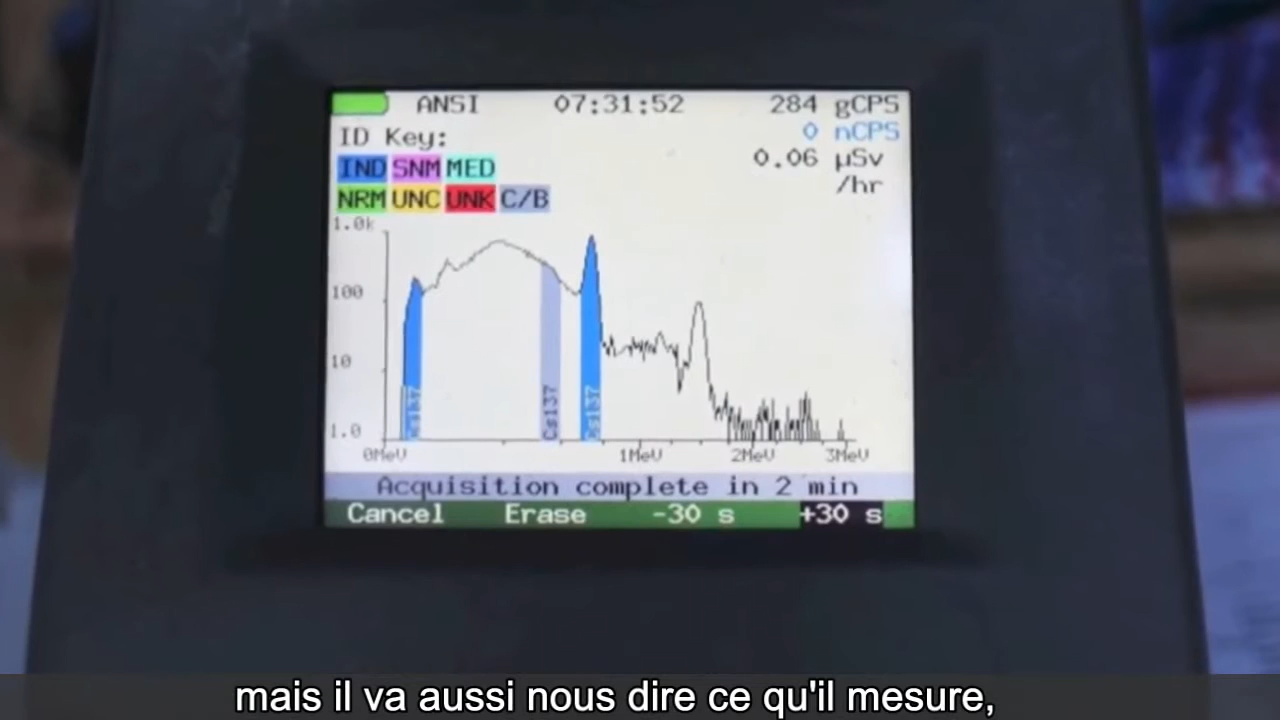 ANSI 07:31:52 284 gCPS
ID Key: 0 nCPS
IND SNM MED 0.06 µSv
/hr
NRM UNC UNK C/B
1.0k
100
10
1.0
Cs137 Cs137 Cs137
0MeV 1MeV 2MeV 3MeV
Acquisition complete in 2 min
Cancel Erase -30 s +30 s
mais il va aussi nous dire ce qu'il mesure,